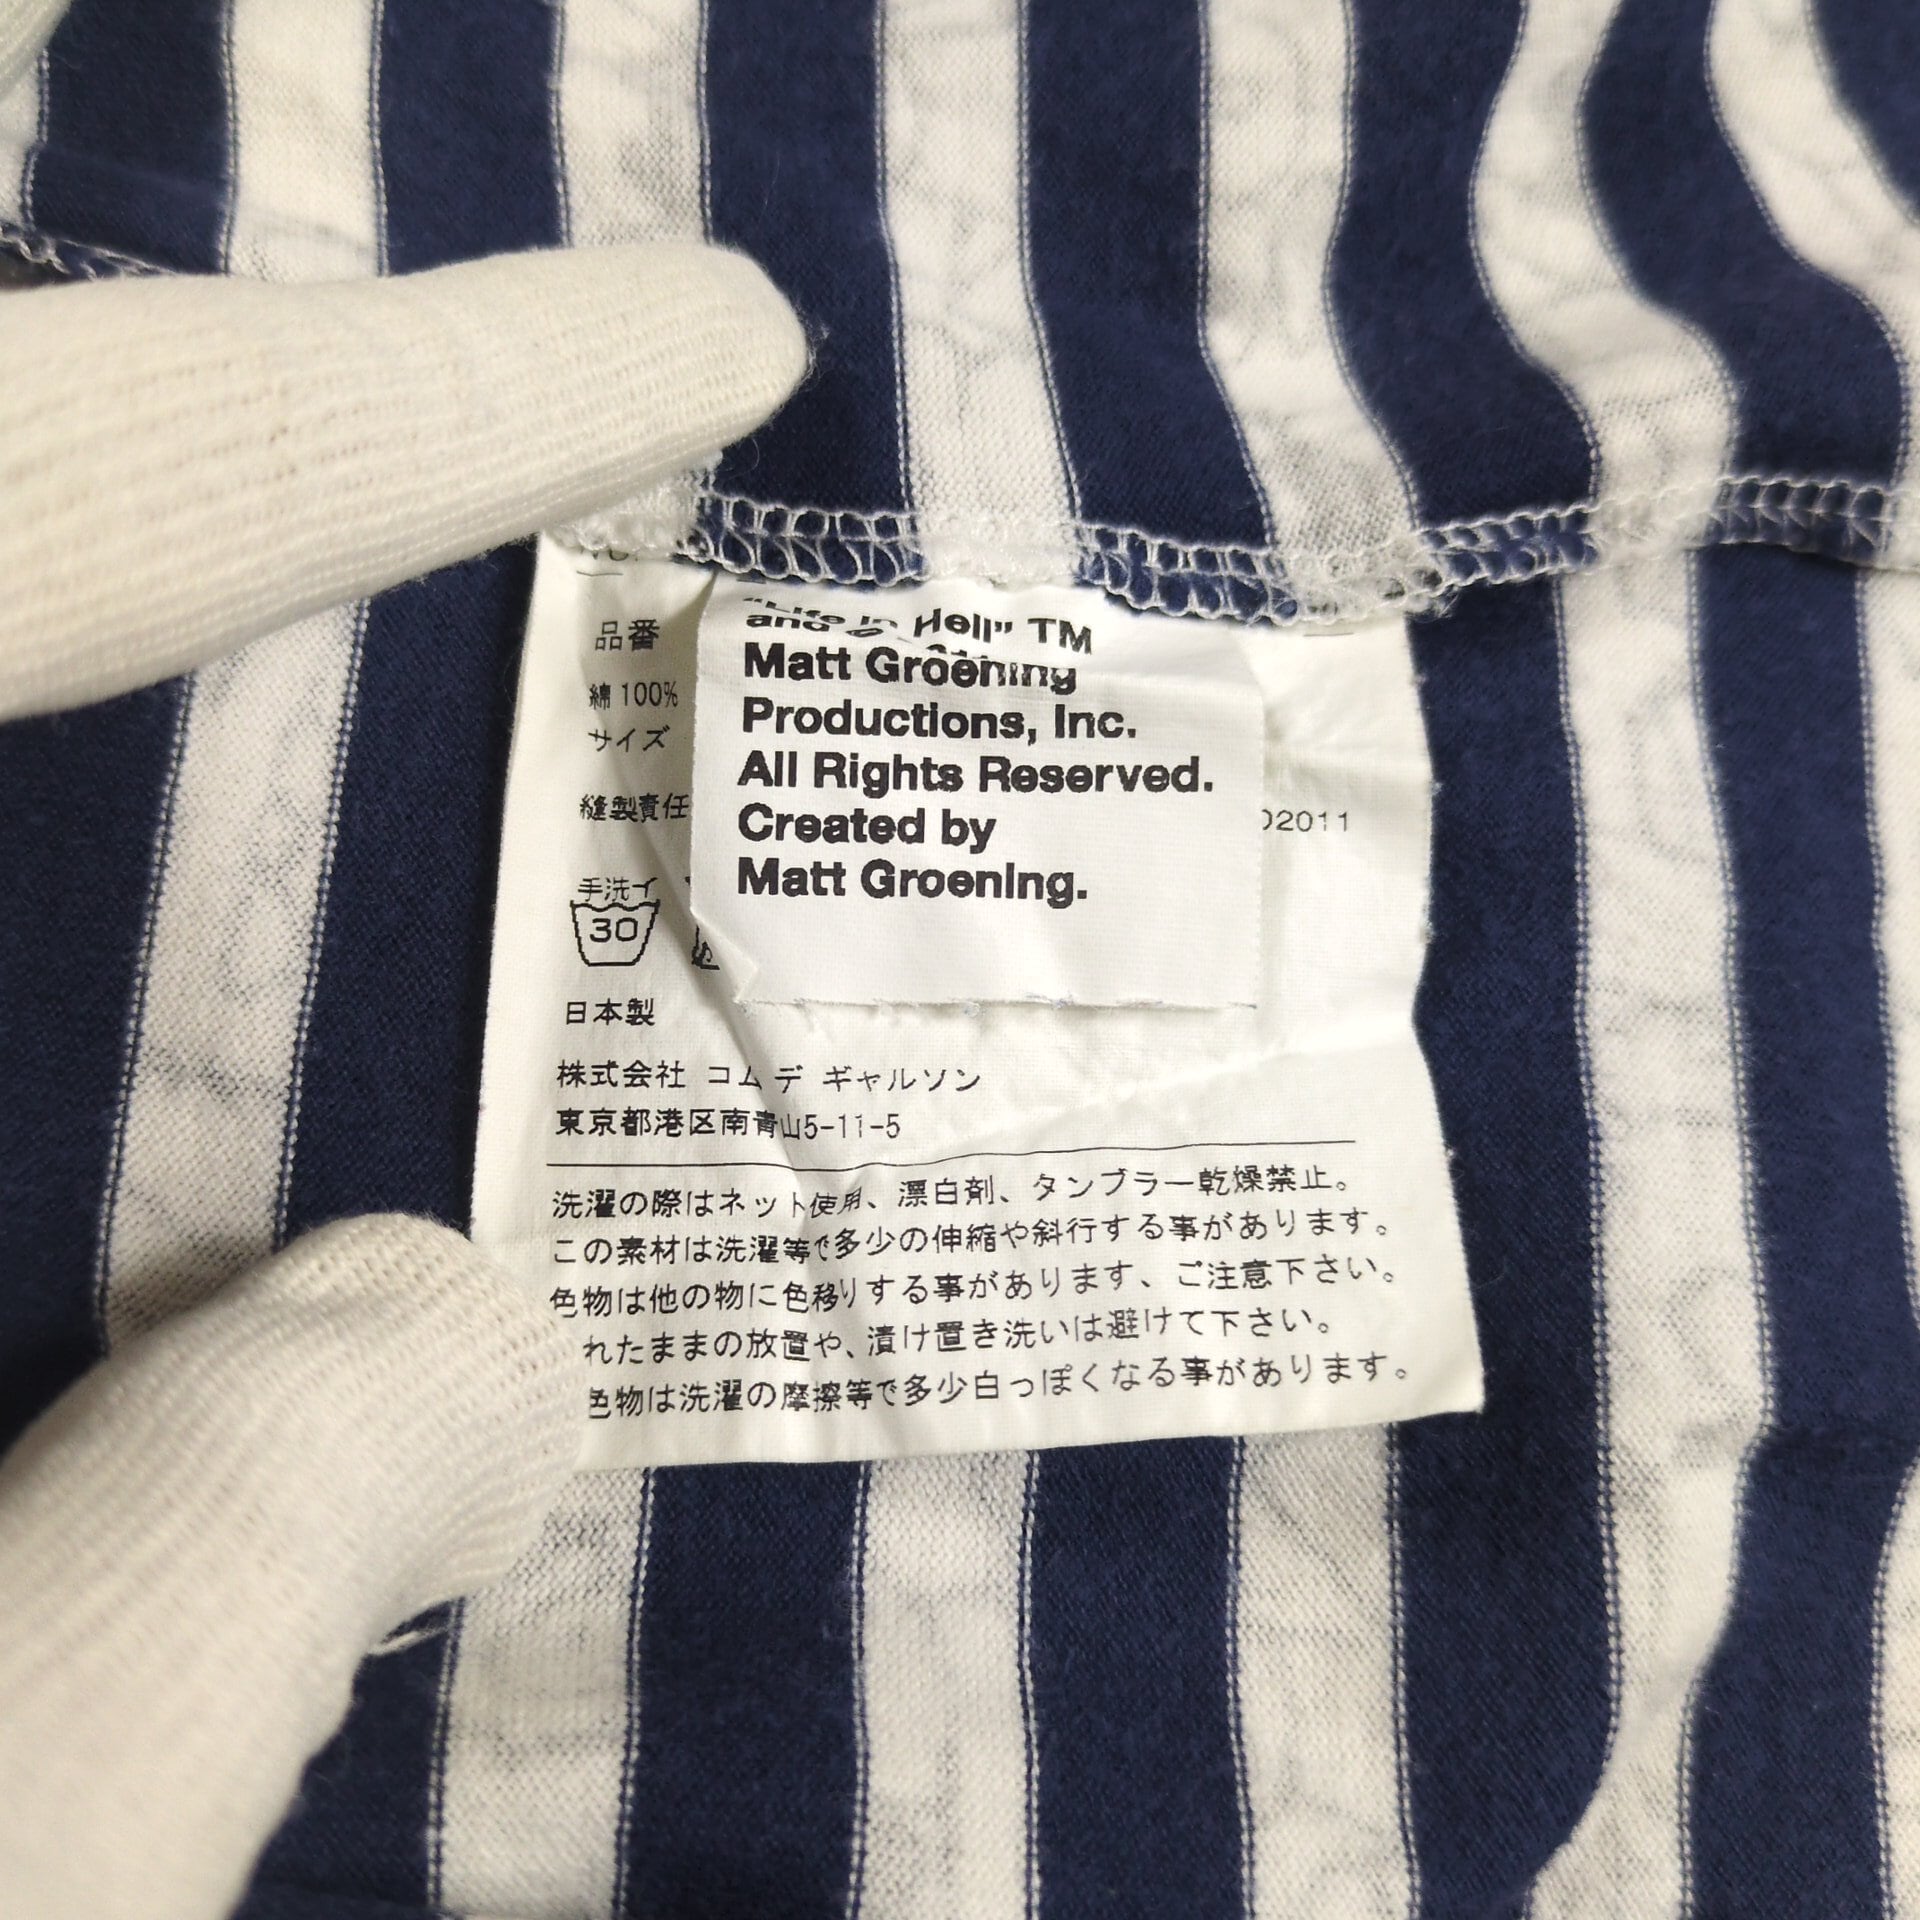 "Life in Hell" TM
and ©
Matt Groening
Productions, Inc.
All Rights Reserved.
Created by
Matt Groening.
品番
綿 100%
サイズ
縫製責任
02011
手洗イ
30
日本製
株式会社 コム デ ギャルソン
東京都港区南青山5-11-5
洗濯の際はネット使用、漂白剤、タンブラー乾燥禁止。
この素材は洗濯等で多少の伸縮や斜行する事があります。
色物は他の物に色移りする事があります、ご注意下さい。
れたままの放置や、漬け置き洗いは避けて下さい。
色物は洗濯の摩擦等で多少白っぽくなる事があります。